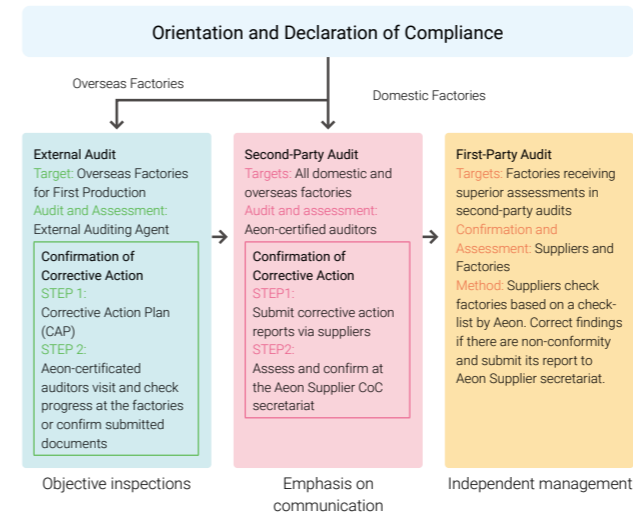 Orientation and Declaration of Compliance
Overseas Factories
Domestic Factories
External Audit
Target: Overseas Factories
for First Production
Audit and Assessment:
External Auditing Agent
Confirmation of
Corrective Action
STEP 1:
Corrective Action Plan
(CAP)
STEP 2:
Aeon-certificated
auditors visit and check
progress at the factories
or confirm submitted
documents
Objective inspections
Second-Party Audit
Targets: All domestic and
overseas factories
Audit and assessment:
Aeon-certified auditors
Confirmation of
Corrective Action
STEP1:
Submit corrective action
reports via suppliers
STEP2:
Assess and confirm at
the Aeon Supplier CoC
secretariat
Emphasis on
communication
First-Party Audit
Targets: Factories receiving
superior assessments in
second-party audits
Confirmation and
Assessment: Suppliers and
Factories
Method: Suppliers check
factories based on a check-
list by Aeon. Correct findings
if there are non-conformity
and submit its report to
Aeon Supplier secretariat.
Independent management